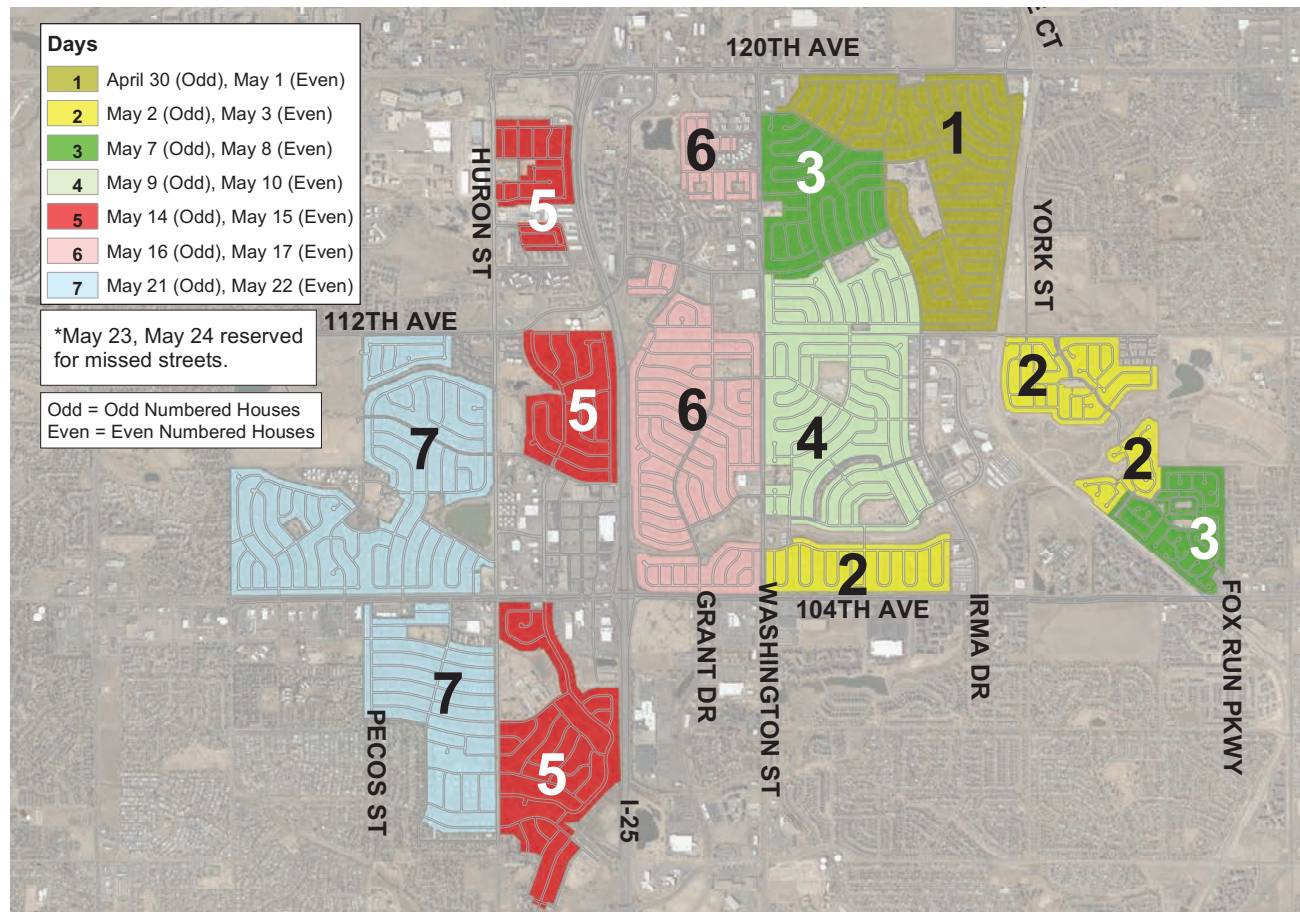 Days
1 April 30 (Odd), May 1 (Even)
2 May 2 (Odd), May 3 (Even)
3 May 7 (Odd), May 8 (Even)
4 May 9 (Odd), May 10 (Even)
5 May 14 (Odd), May 15 (Even)
6 May 16 (Odd), May 17 (Even)
7 May 21 (Odd), May 22 (Even)
*May 23, May 24 reserved
for missed streets.
Odd = Odd Numbered Houses
Even = Even Numbered Houses
120TH AVE
E CT
1
6
3
5
HURON ST
YORK ST
112TH AVE
2
5
6
7
4
2
3
2
104TH AVE
GRANT DR
WASHINGTON ST
IRMA DR
FOX RUN PKWY
7
PECOS ST
5
I-25